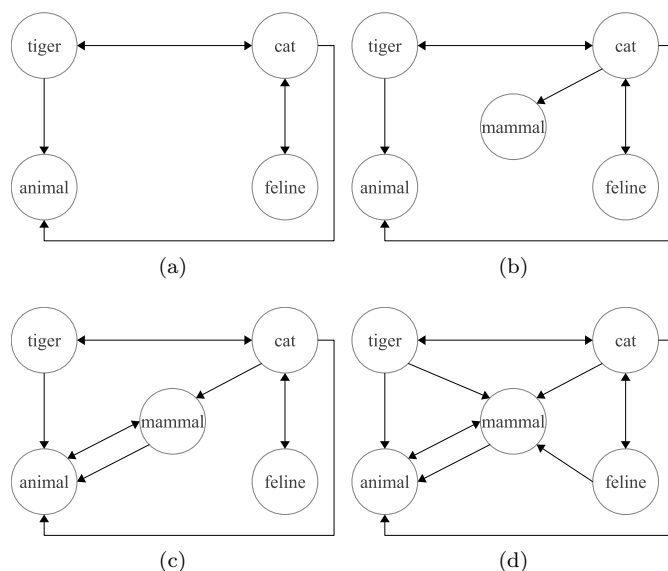 tiger cat tiger cat
mammal
animal feline animal feline
(a) (b)
tiger cat tiger cat
mammal mammal
animal feline animal feline
(c) (d)